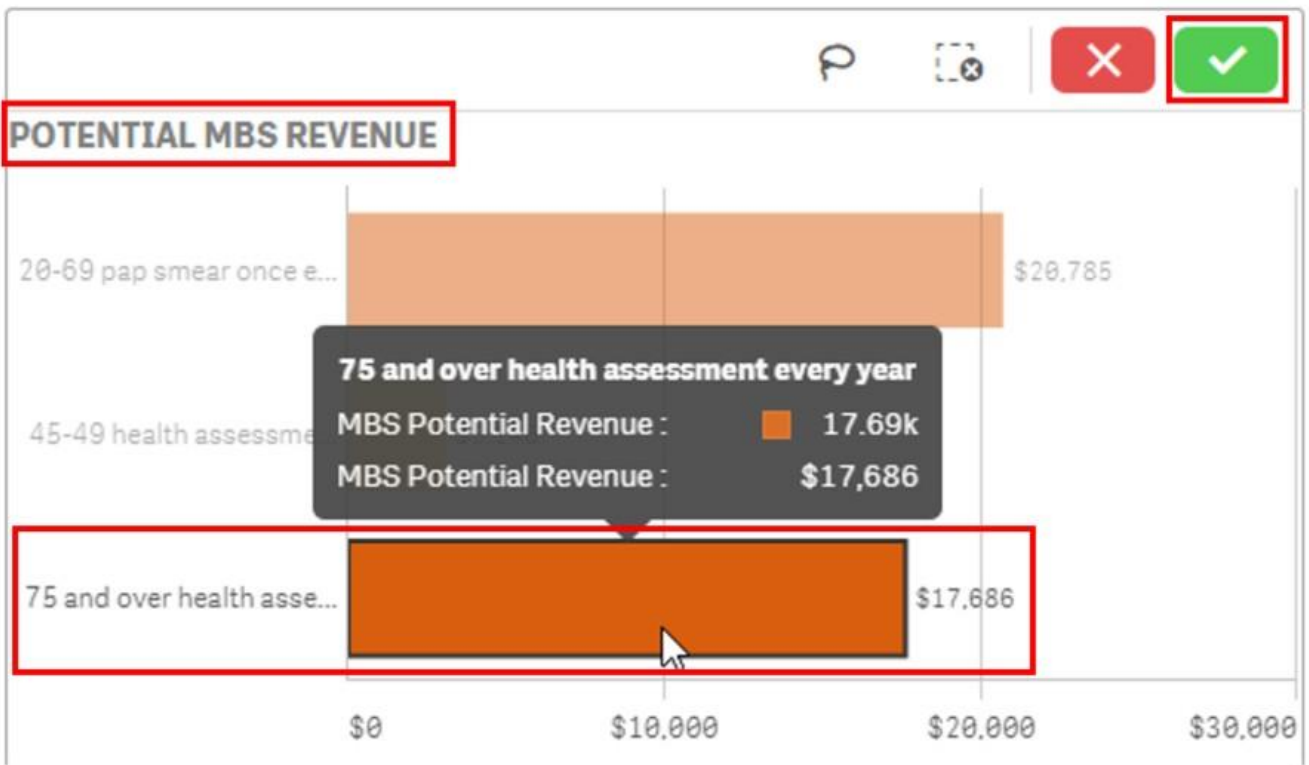 POTENTIAL MBS REVENUE
20-69 pap smear once e...
$20,785
75 and over health assessment every year
MBS Potential Revenue : 17.69k
MBS Potential Revenue : $17,686
45-49 health assessme
75 and over health asse...
$17,686
$0 $10,000 $20,000 $30,000